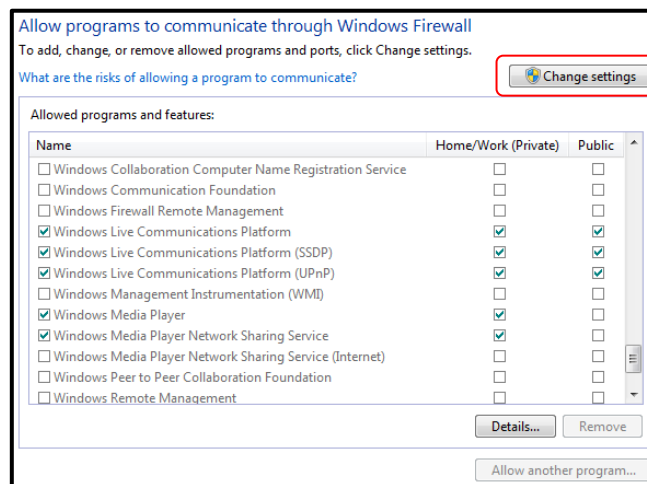 Allow programs to communicate through Windows Firewall
To add, change, or remove allowed programs and ports, click Change settings.
What are the risks of allowing a program to communicate?
Change settings
Allowed programs and features:
Name Home/Work (Private) Public
Windows Collaboration Computer Name Registration Service
Windows Communication Foundation
Windows Firewall Remote Management
Windows Live Communications Platform
Windows Live Communications Platform (SSDP)
Windows Live Communications Platform (UPnP)
Windows Management Instrumentation (WMI)
Windows Media Player
Windows Media Player Network Sharing Service
Windows Media Player Network Sharing Service (Internet)
Windows Peer to Peer Collaboration Foundation
Windows Remote Management
Details... Remove
Allow another program...